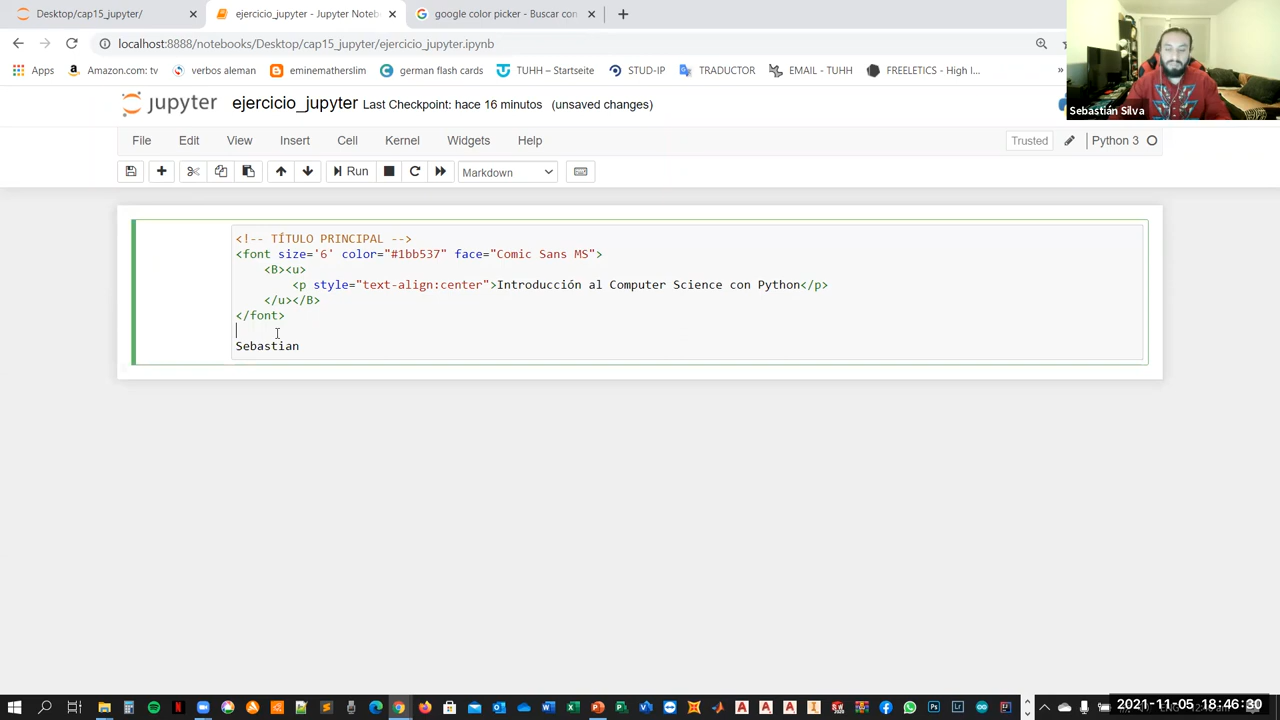 Desktop/cap15_jupyter/
ejercicio_jupyter - Jupyter Noteb
google color picker - Buscar con
localhost:8888/notebooks/Desktop/cap15_jupyter/ejercicio_jupyter.ipynb
Apps
Amazon.com: tv
verbos aleman
eminematherslim
german flash cards
TUHH – Startseite
STUD-IP
TRADUCTOR
EMAIL - TUHH
FREELETICS - High I...
»
Sebastián Silva
jupyter ejercicio_jupyter Last Checkpoint: hace 16 minutos (unsaved changes)
File Edit View Insert Cell Kernel Widgets Help
Trusted
Python 3
Run
Markdown
<!-- TÍTULO PRINCIPAL -->
<font size='6' color="#1bb537" face="Comic Sans MS">
<B><u>
<p style="text-align:center">Introducción al Computer Science con Python</p>
</u></B>
</font>
Sebastian
2021-11-05 18:46:30